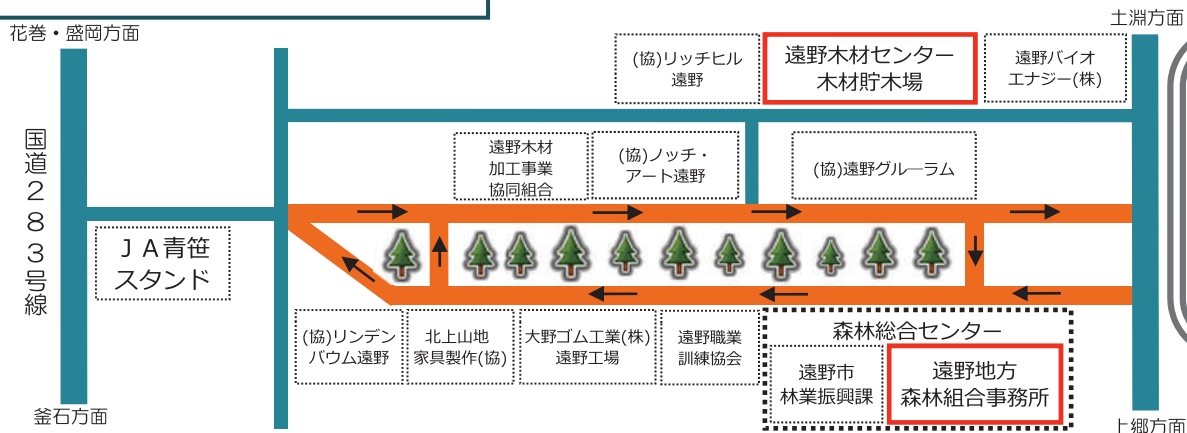 花巻・盛岡方面
土淵方面
(協)リッチヒル
遠野
遠野木材センター
木材貯木場
遠野バイオ
エナジー(株)
国道283号線
遠野木材
加工事業
協同組合
(協)ノッチ・
アート遠野
(協)遠野グルーラム
JA青笹
スタンド
(協)リンデン
バウム遠野
北上山地
家具製作(協)
大野ゴム工業(株)
遠野工場
遠野職業
訓練協会
森林総合センター
遠野市
林業振興課
遠野地方
森林組合事務所
釜石方面
上郷方面